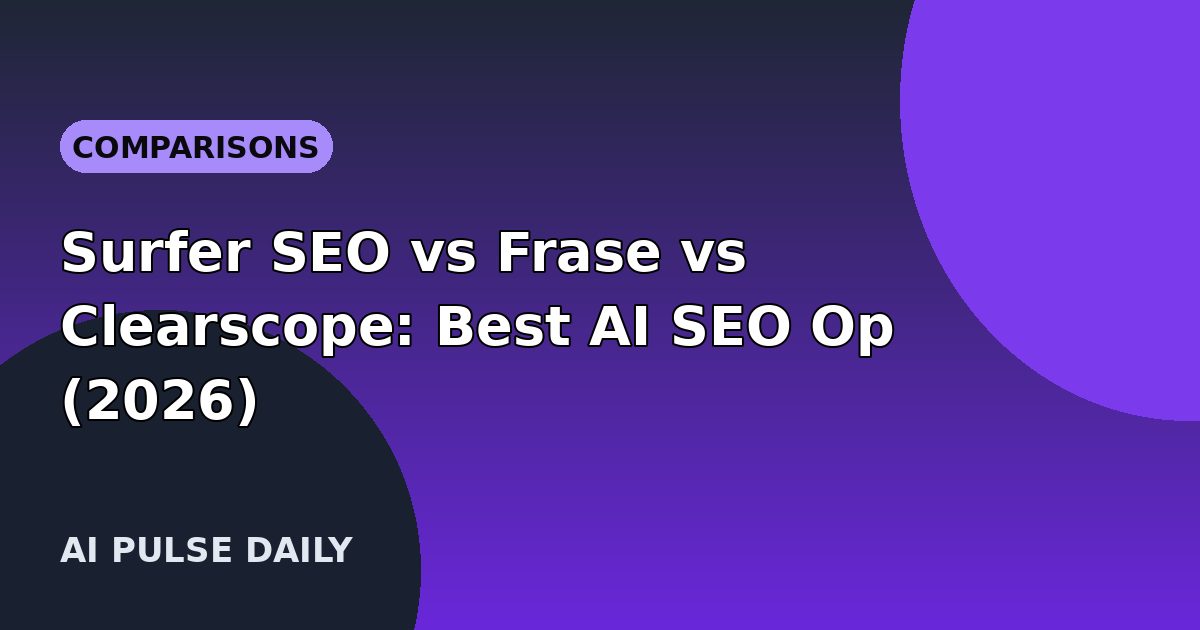 COMPARISONS
Surfer SEO vs Frase vs
Clearscope: Best AI SEO Op
(2026)
AI PULSE DAILY